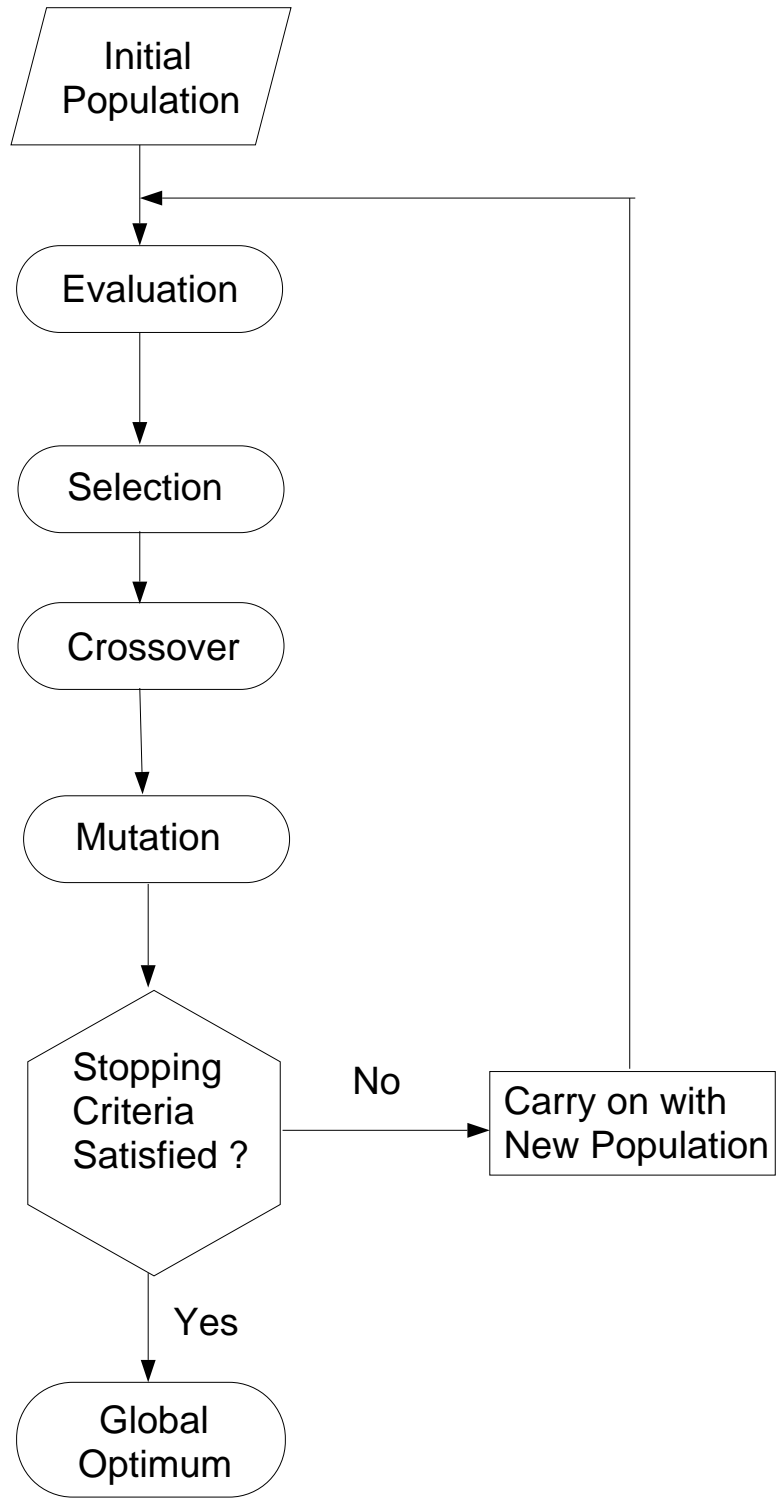 Initial
Population
Evaluation
Selection
Crossover
Mutation
Stopping
Criteria
Satisfied ?
No
Carry on with
New Population
Yes
Global
Optimum